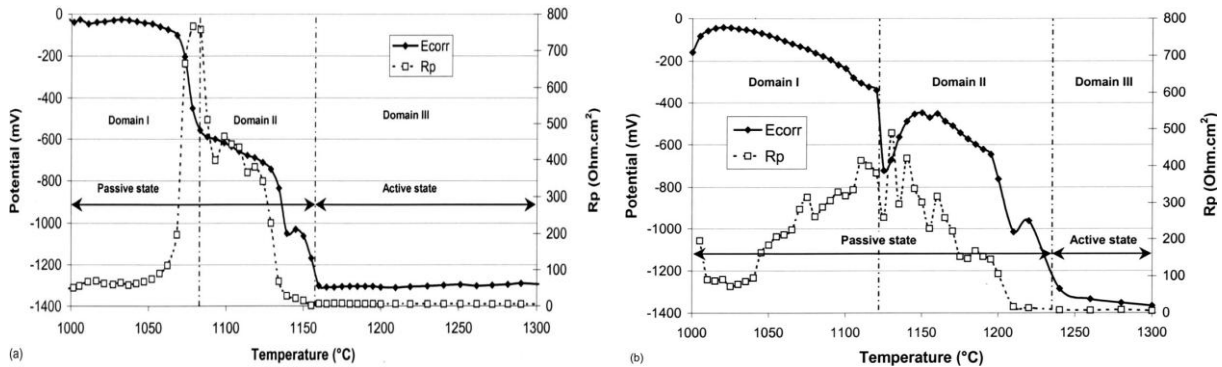 0
-200
-400
-600
-800
-1000
-1200
-1400
Potential (mV)
800
700
600
500
400
300
200
100
0
Rp (Ohm.cm²)
Ecorr
Rp
Domain I
Domain II
Domain III
Passive state
Active state
1000
1050
1100
1150
1200
1250
1300
Temperature (°C)
(a)
0
-200
-400
-600
-800
-1000
-1200
-1400
Potential (mV)
800
700
600
500
400
300
200
100
0
Rp (Ohm.cm²)
Domain I
Domain II
Domain III
Ecorr
Rp
Passive state
Active state
1000
1050
1100
1150
1200
1250
1300
Temperature (°C)
(b)